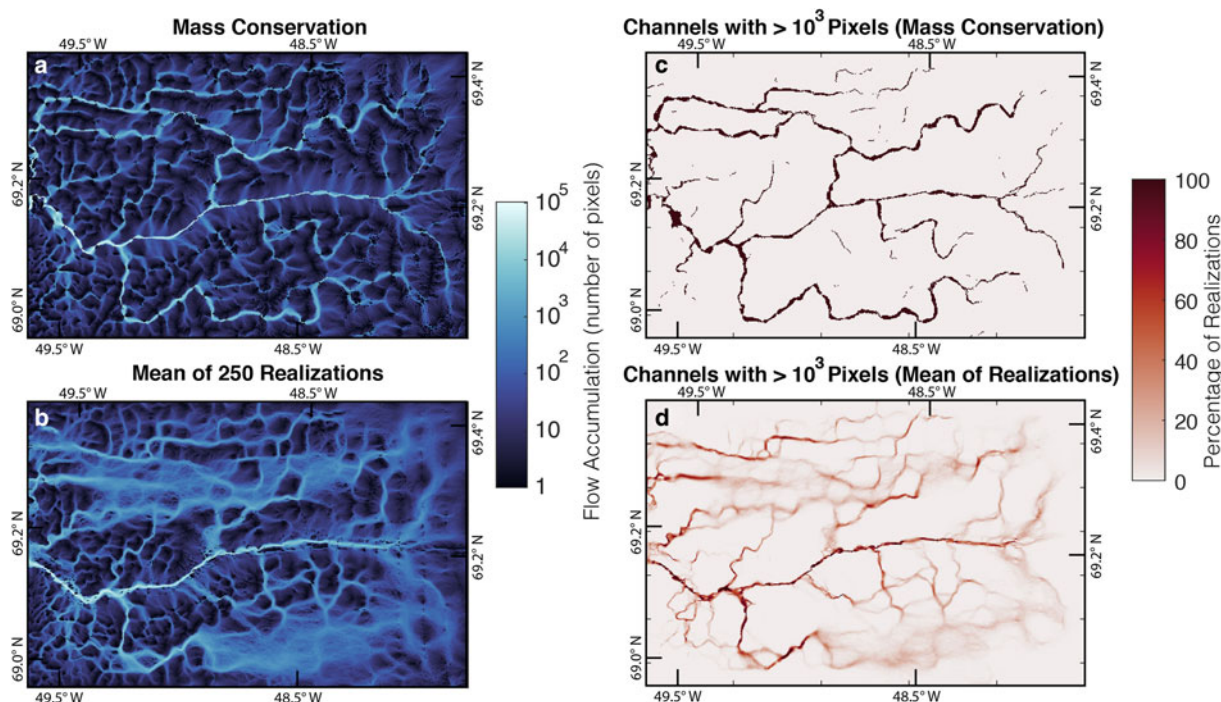 Mass Conservation
49.5° W
48.5° W
a
69.4° N
69.2° N
69.0° N
49.5° W
48.5° W
Mean of 250 Realizations
49.5° W
48.5° W
b
69.4° N
69.2° N
69.0° N
49.5° W
48.5° W
10^5
10^4
10^3
10^2
10
1
Flow Accumulation (number of pixels)
Channels with > 10^3 Pixels (Mass Conservation)
49.5° W
48.5° W
c
69.4° N
69.2° N
69.2° N
69.0° N
49.5° W
48.5° W
Channels with > 10^3 Pixels (Mean of Realizations)
49.5° W
48.5° W
d
69.4° N
69.2° N
69.2° N
69.0° N
49.5° W
48.5° W
100
80
60
40
20
0
Percentage of Realizations